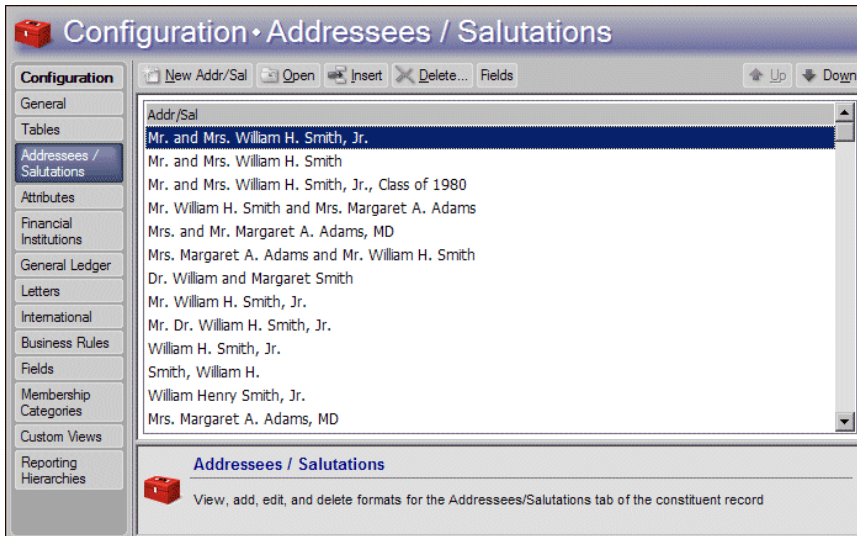 Configuration • Addressees / Salutations
Configuration
General
Tables
Addressees /
Salutations
Attributes
Financial
Institutions
General Ledger
Letters
International
Business Rules
Fields
Membership
Categories
Custom Views
Reporting
Hierarchies
New Addr/Sal Open Insert Delete... Fields Up Down
Addr/Sal
Mr. and Mrs. William H. Smith, Jr.
Mr. and Mrs. William H. Smith
Mr. and Mrs. William H. Smith, Jr., Class of 1980
Mr. William H. Smith and Mrs. Margaret A. Adams
Mrs. and Mr. Margaret A. Adams, MD
Mrs. Margaret A. Adams and Mr. William H. Smith
Dr. William and Margaret Smith
Mr. William H. Smith, Jr.
Mr. Dr. William H. Smith, Jr.
William H. Smith, Jr.
Smith, William H.
William Henry Smith, Jr.
Mrs. Margaret A. Adams, MD
Addressees / Salutations
View, add, edit, and delete formats for the Addressees/Salutations tab of the constituent record